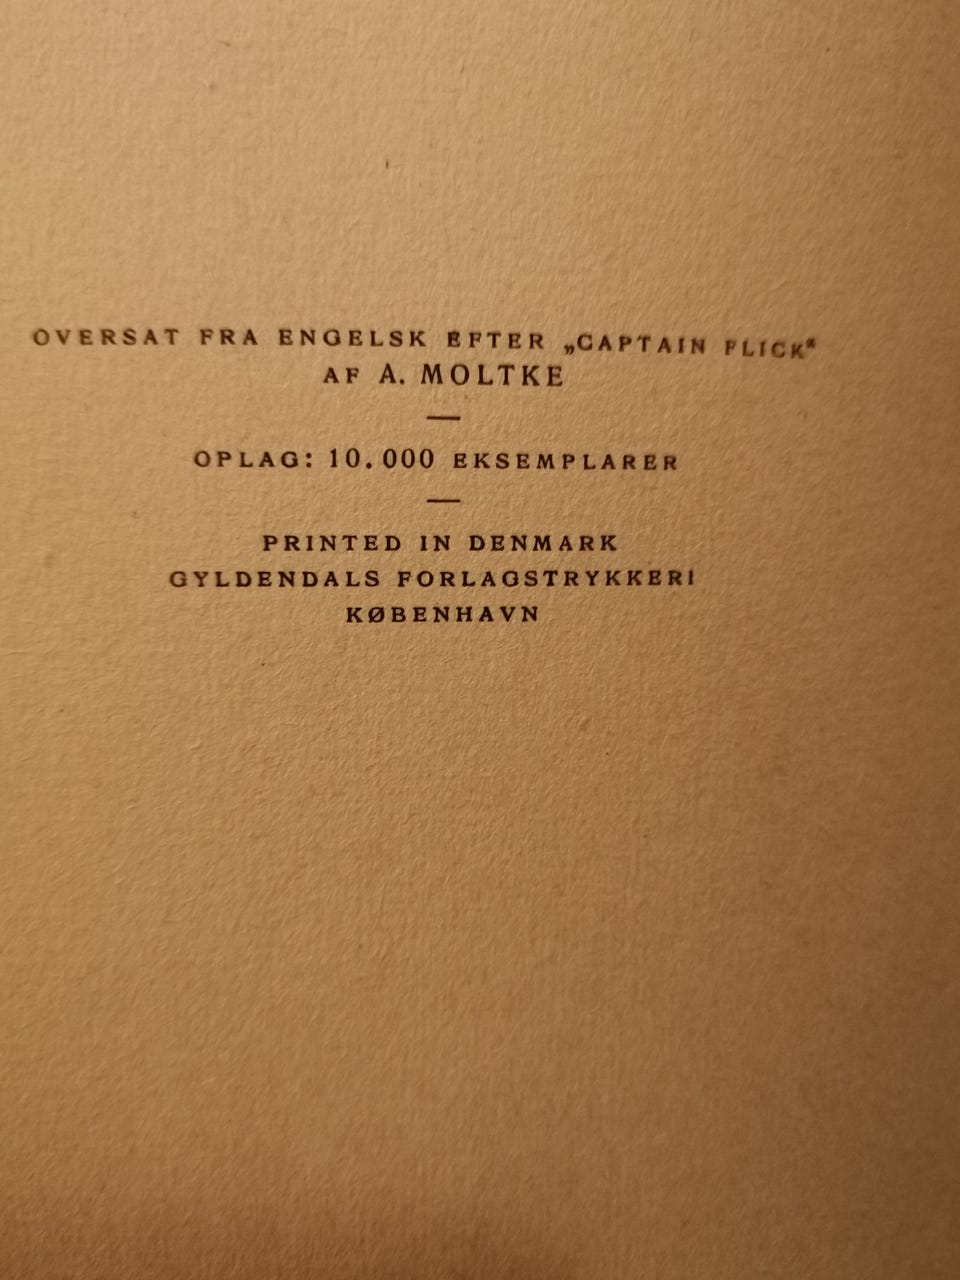 OVERSAT FRA ENGELSK EFTER „CAPTAIN FLICK“
AF A. MOLTKE
—
OPLAG: 10.000 EKSEMPLARER
—
PRINTED IN DENMARK
GYLDENDALS FORLAGSTRYKKERI
KØBENHAVN